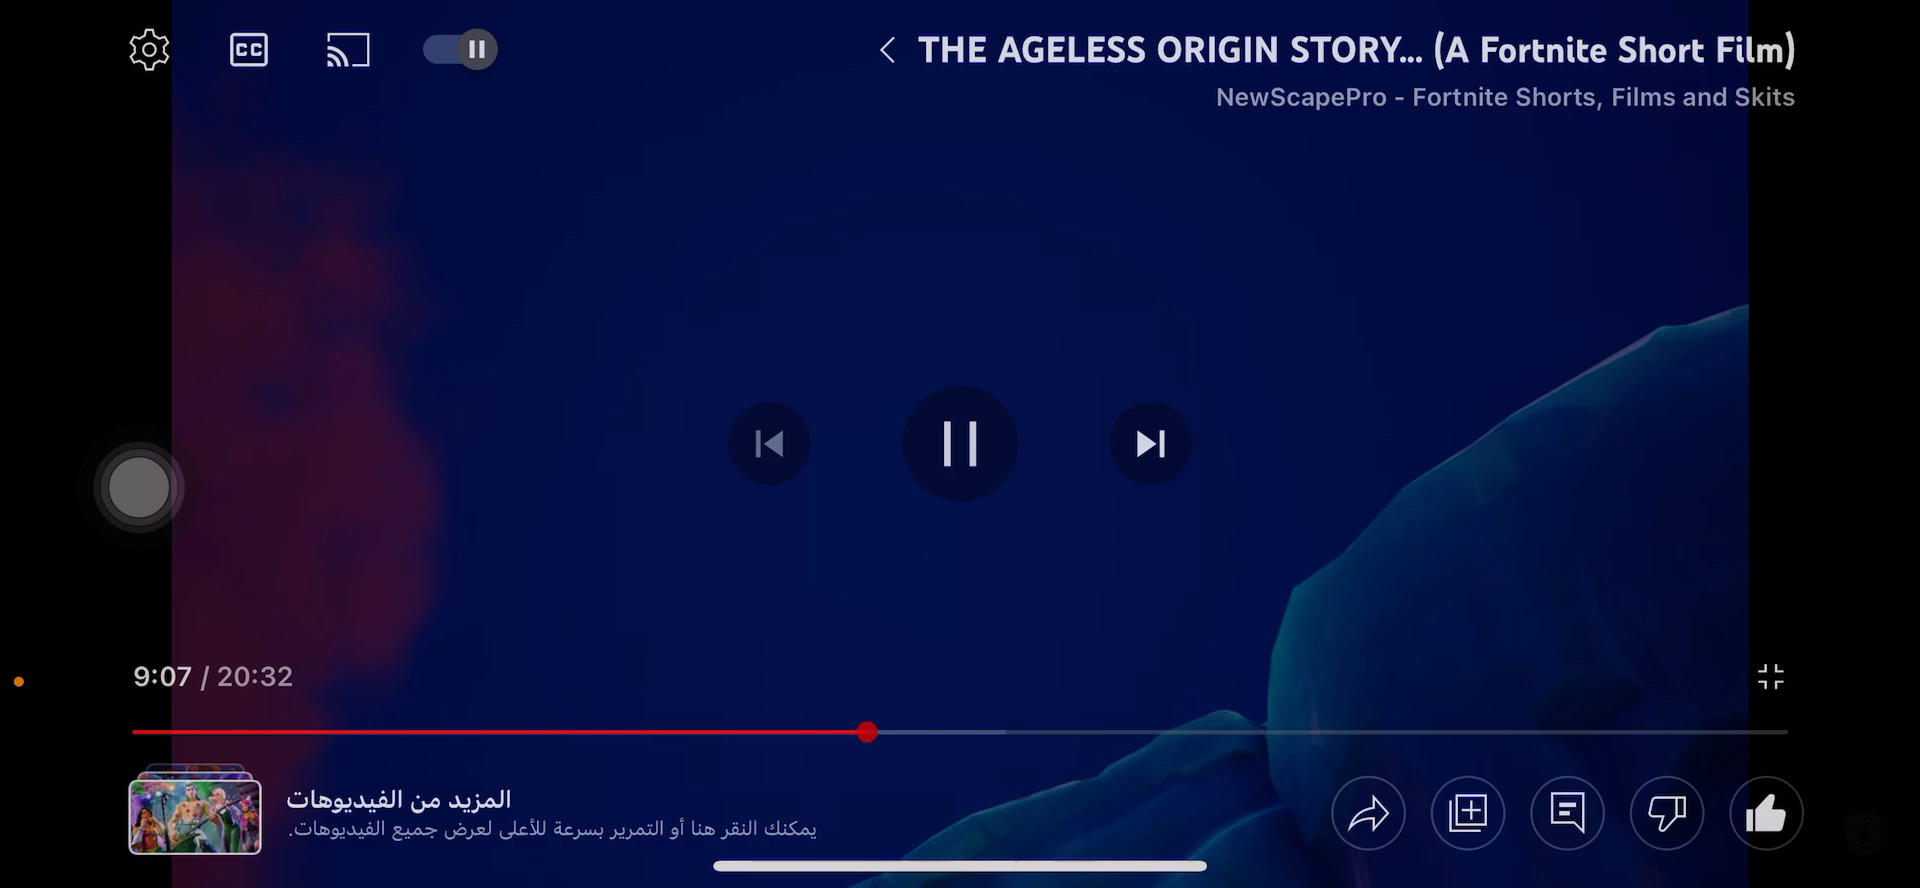 THE AGELESS ORIGIN STORY... (A Fortnite Short Film)
NewScapePro - Fortnite Shorts, Films and Skits
CC
9:07 / 20:32
المزيد من الفيديوهات
يمكنك النقر هنا أو التمرير بسرعة للأعلى لعرض جميع الفيديوهات.